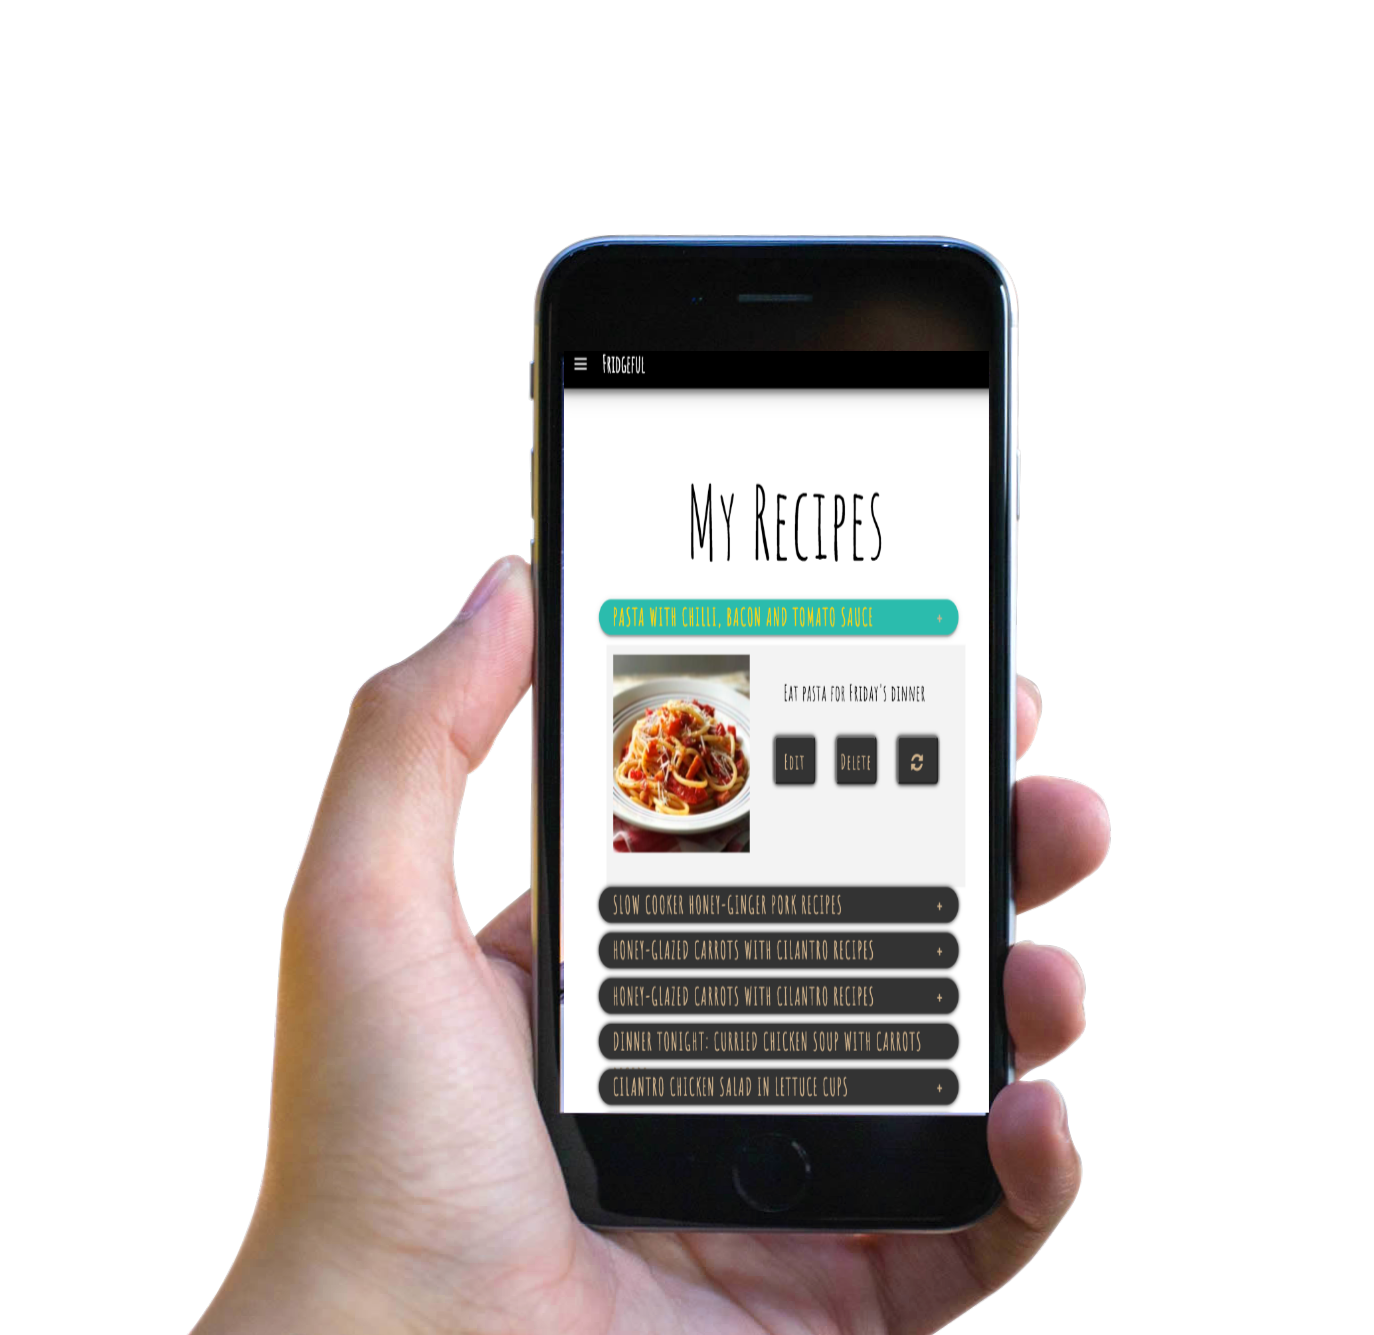 Fridgeful
My Recipes
PASTA WITH CHILLI, BACON AND TOMATO SAUCE +
Eat pasta for Friday's dinner
Edit Delete
SLOW COOKER HONEY-GINGER PORK RECIPES +
HONEY-GLAZED CARROTS WITH CILANTRO RECIPES +
HONEY-GLAZED CARROTS WITH CILANTRO RECIPES +
DINNER TONIGHT: CURRIED CHICKEN SOUP WITH CARROTS
CILANTRO CHICKEN SALAD IN LETTUCE CUPS +